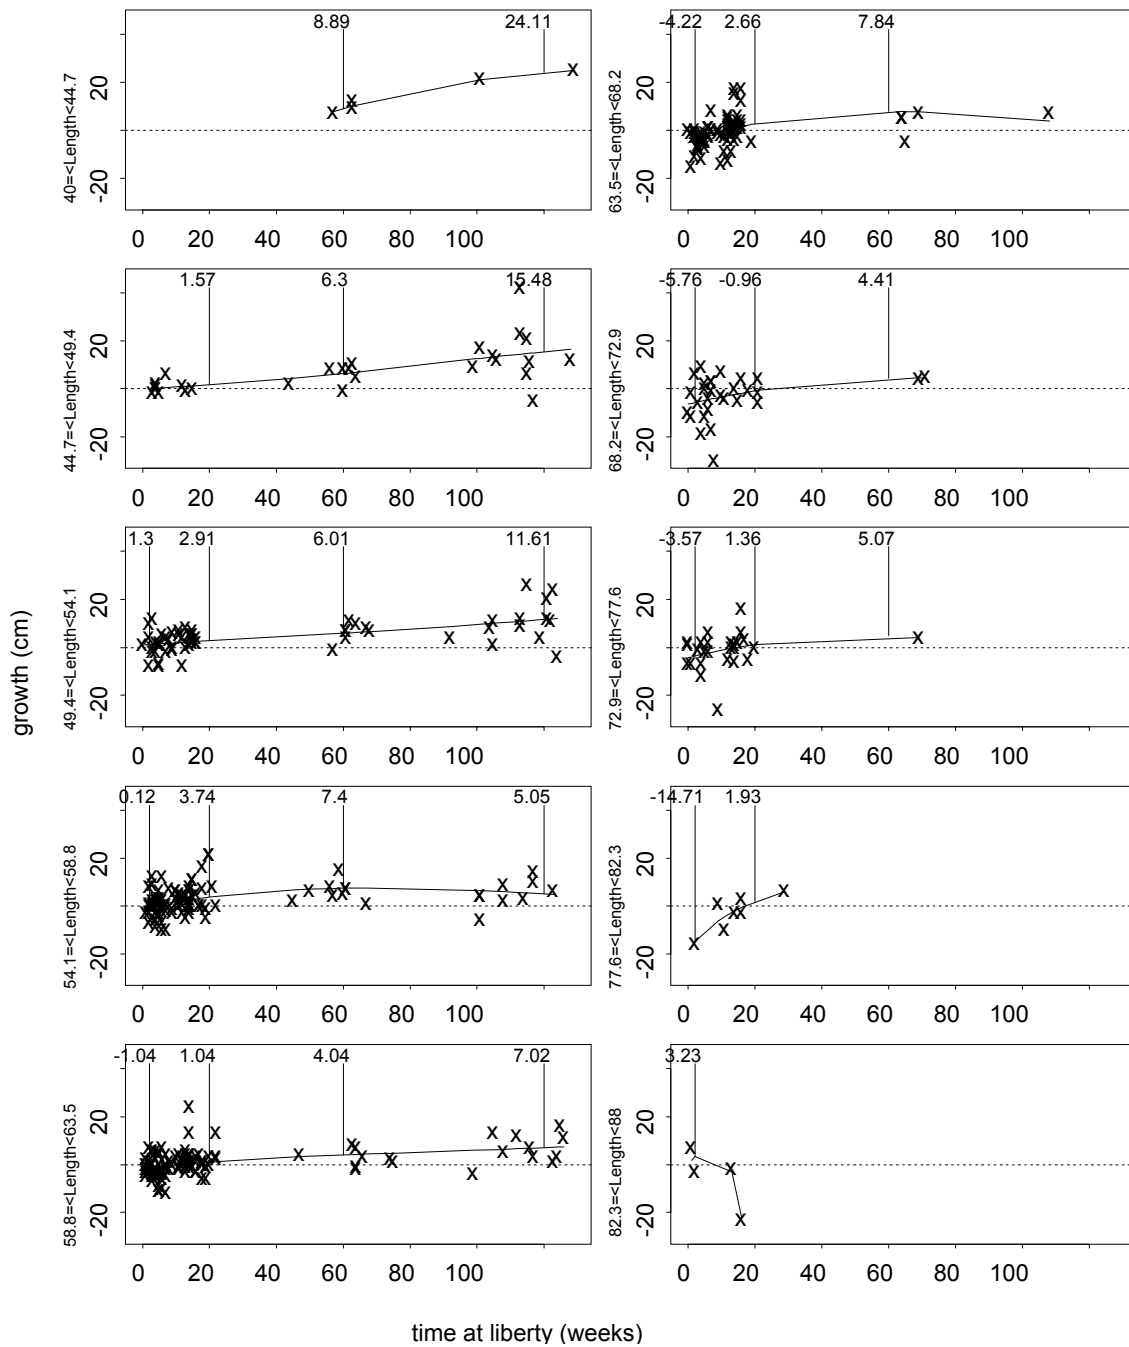 8.89 24.11
40=<Length<44.7
20
-20
0 20 40 60 80 100
-4.22 2.66 7.84
63.5=<Length<68.2
20
-20
0 20 40 60 80 100
1.57 6.3 15.48
44.7=<Length<49.4
20
-20
0 20 40 60 80 100
-5.76 -0.96 4.41
68.2=<Length<72.9
20
-20
0 20 40 60 80 100
1.3 2.91 6.01 11.61
49.4=<Length<54.1
20
-20
0 20 40 60 80 100
-3.57 1.36 5.07
72.9=<Length<77.6
20
-20
0 20 40 60 80 100
growth (cm)
0.12 3.74 7.4 5.05
54.1=<Length<58.8
20
-20
0 20 40 60 80 100
-14.71 1.93
77.6=<Length<82.3
20
-20
0 20 40 60 80 100
-1.04 1.04 4.04 7.02
58.8=<Length<63.5
20
-20
0 20 40 60 80 100
3.23
82.3=<Length<88
20
-20
0 20 40 60 80 100
time at liberty (weeks)